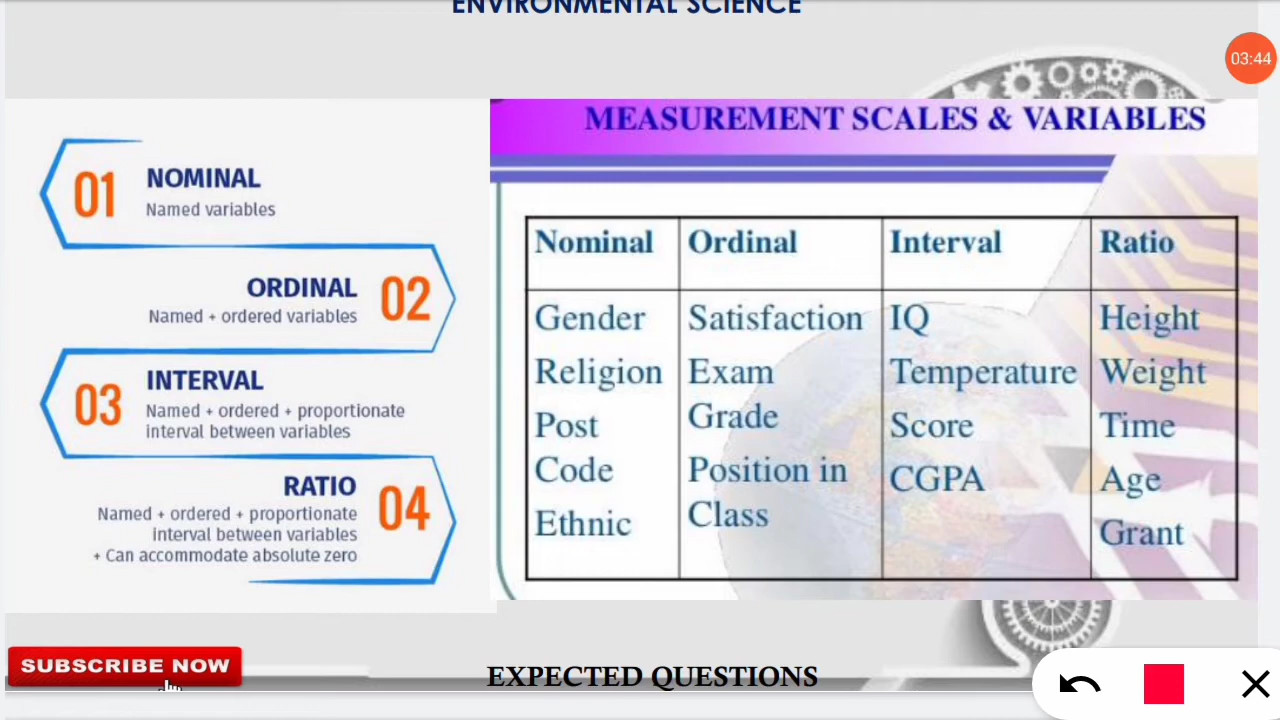 ENVIRONMENTAL SCIENCE
03:44
01
NOMINAL
Named variables
ORDINAL
Named + ordered variables
02
03
INTERVAL
Named + ordered + proportionate
interval between variables
RATIO
Named + ordered + proportionate
interval between variables
+ Can accommodate absolute zero
04
MEASUREMENT SCALES & VARIABLES
Nominal
Gender
Religion
Post
Code
Ethnic
Ordinal
Satisfaction
Exam
Grade
Position in
Class
Interval
IQ
Temperature
Score
CGPA
Ratio
Height
Weight
Time
Age
Grant
SUBSCRIBE NOW
EXPECTED QUESTIONS